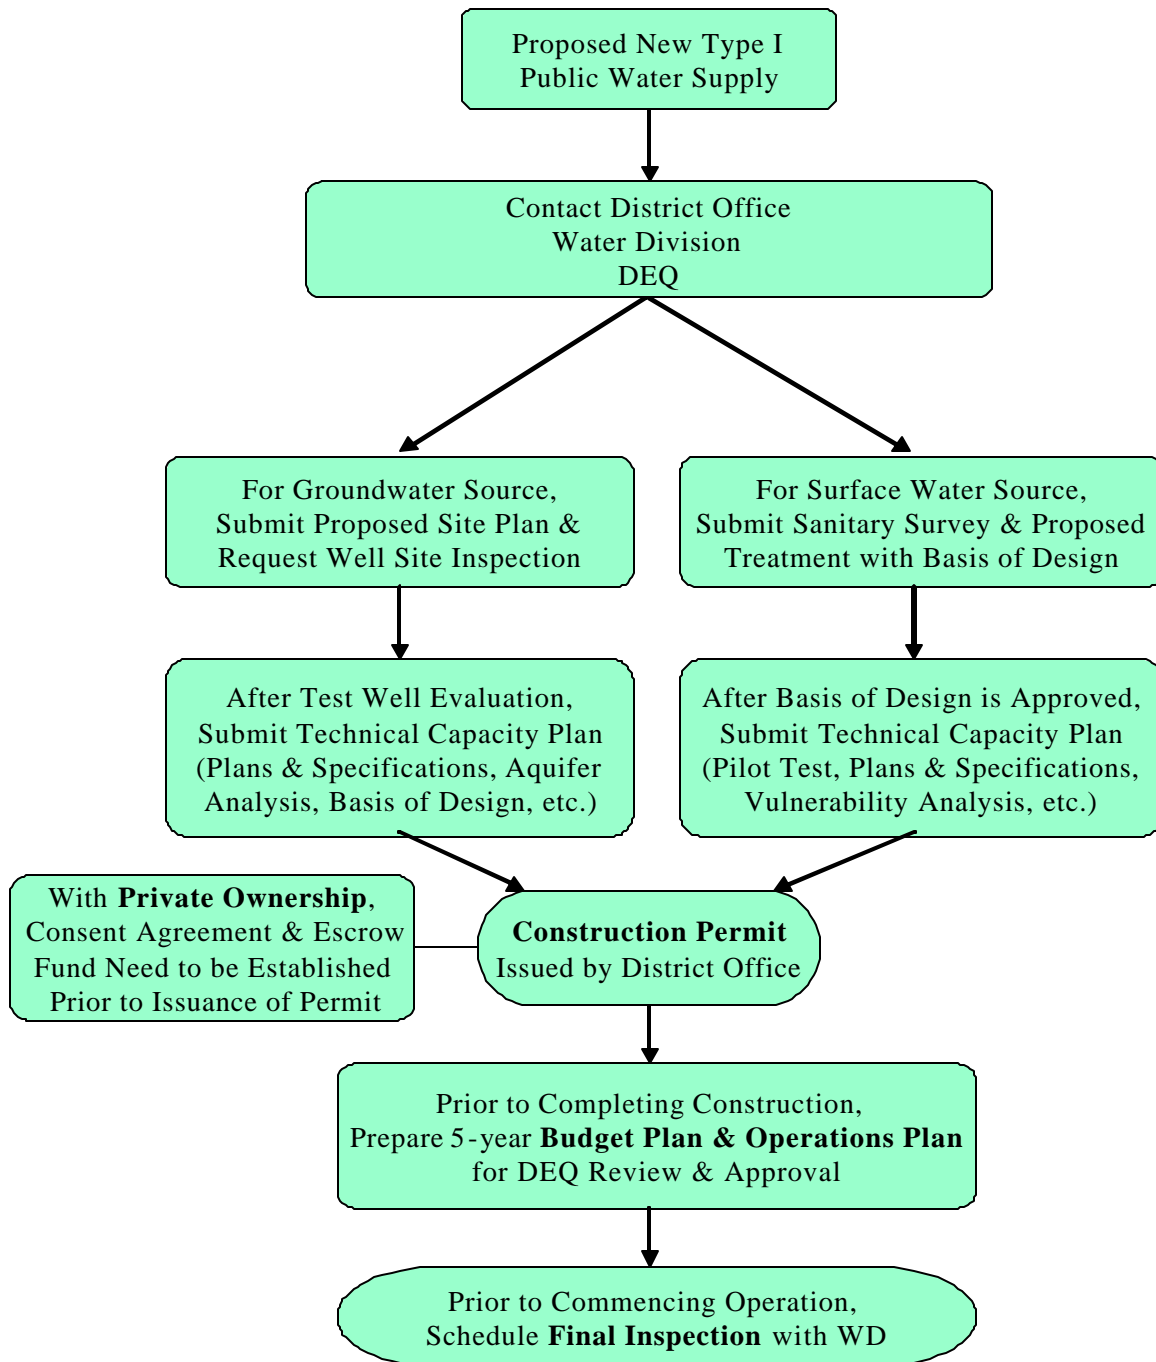 Proposed New Type I
Public Water Supply
Contact District Office
Water Division
DEQ
For Groundwater Source,
Submit Proposed Site Plan &
Request Well Site Inspection
For Surface Water Source,
Submit Sanitary Survey & Proposed
Treatment with Basis of Design
After Test Well Evaluation,
Submit Technical Capacity Plan
(Plans & Specifications, Aquifer
Analysis, Basis of Design, etc.)
After Basis of Design is Approved,
Submit Technical Capacity Plan
(Pilot Test, Plans & Specifications,
Vulnerability Analysis, etc.)
With Private Ownership,
Consent Agreement & Escrow
Fund Need to be Established
Prior to Issuance of Permit
Construction Permit
Issued by District Office
Prior to Completing Construction,
Prepare 5-year Budget Plan & Operations Plan
for DEQ Review & Approval
Prior to Commencing Operation,
Schedule Final Inspection with WD